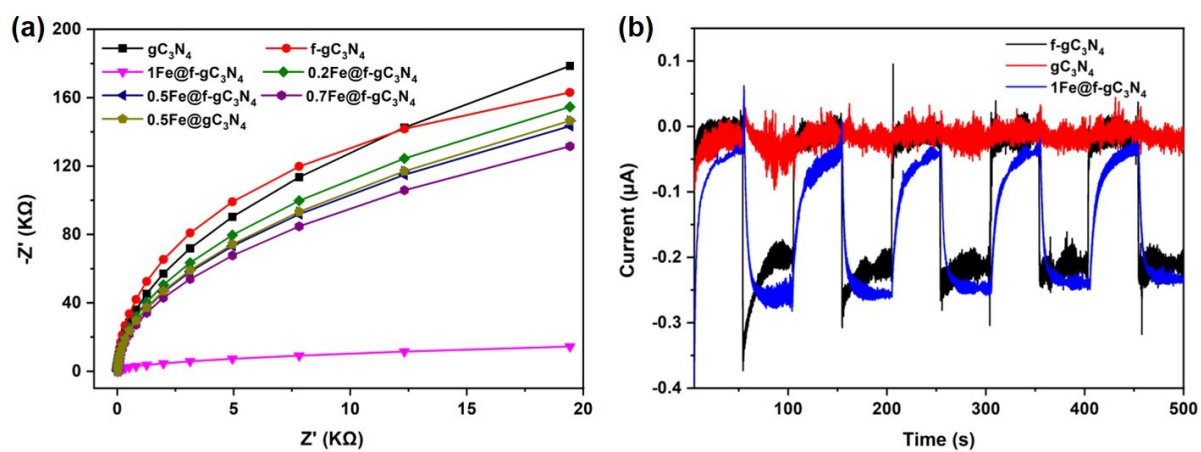 (a)
200
160
120
80
40
0
-Z' (KΩ)
gC₃N₄
f-gC₃N₄
1Fe@f-gC₃N₄
0.2Fe@f-gC₃N₄
0.5Fe@f-gC₃N₄
0.7Fe@f-gC₃N₄
0.5Fe@gC₃N₄
0 5 10 15 20
Z' (KΩ)
(b)
0.1
0.0
-0.1
-0.2
-0.3
-0.4
Current (µA)
f-gC₃N₄
gC₃N₄
1Fe@f-gC₃N₄
100 200 300 400 500
Time (s)